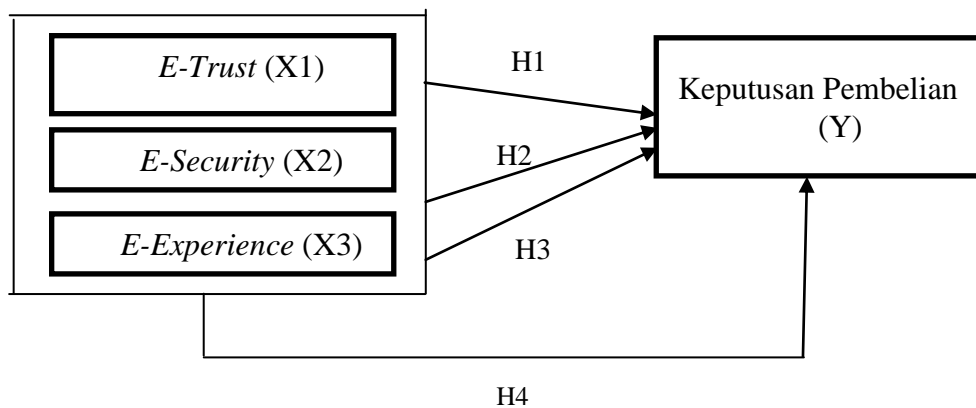 E-Trust (X1)
H1
Keputusan Pembelian
(Y)
E-Security (X2)
H2
E-Experience (X3)
H3
H4